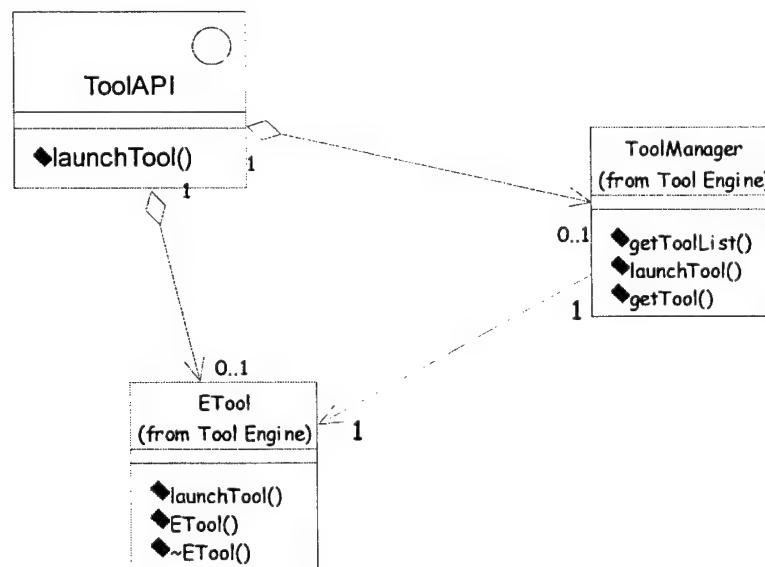 ToolAPI
launchTool()
1
1
ToolManager
(from Tool Engine)
0..1
getToolList()
launchTool()
getTool()
1
0..1
ETool
(from Tool Engine)
1
launchTool()
ETool()
~ETool()